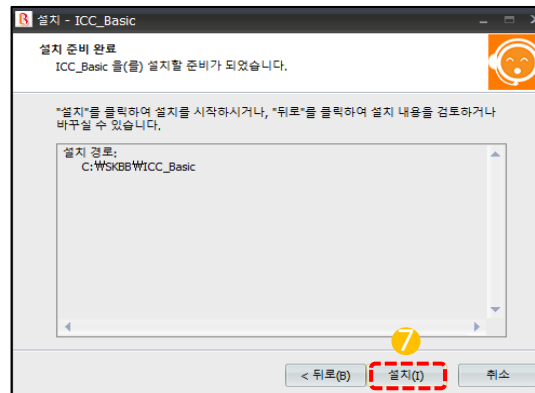 설치 - ICC_Basic
설치 준비 완료
ICC_Basic 을(를) 설치할 준비가 되었습니다.
"설치"를 클릭하여 설치를 시작하시거나, "뒤로"를 클릭하여 설치 내용을 검토하거나
바꾸실 수 있습니다.
설치 경로:
C:₩SKBB₩ICC_Basic
7
< 뒤로(B) 설치(I) 취소